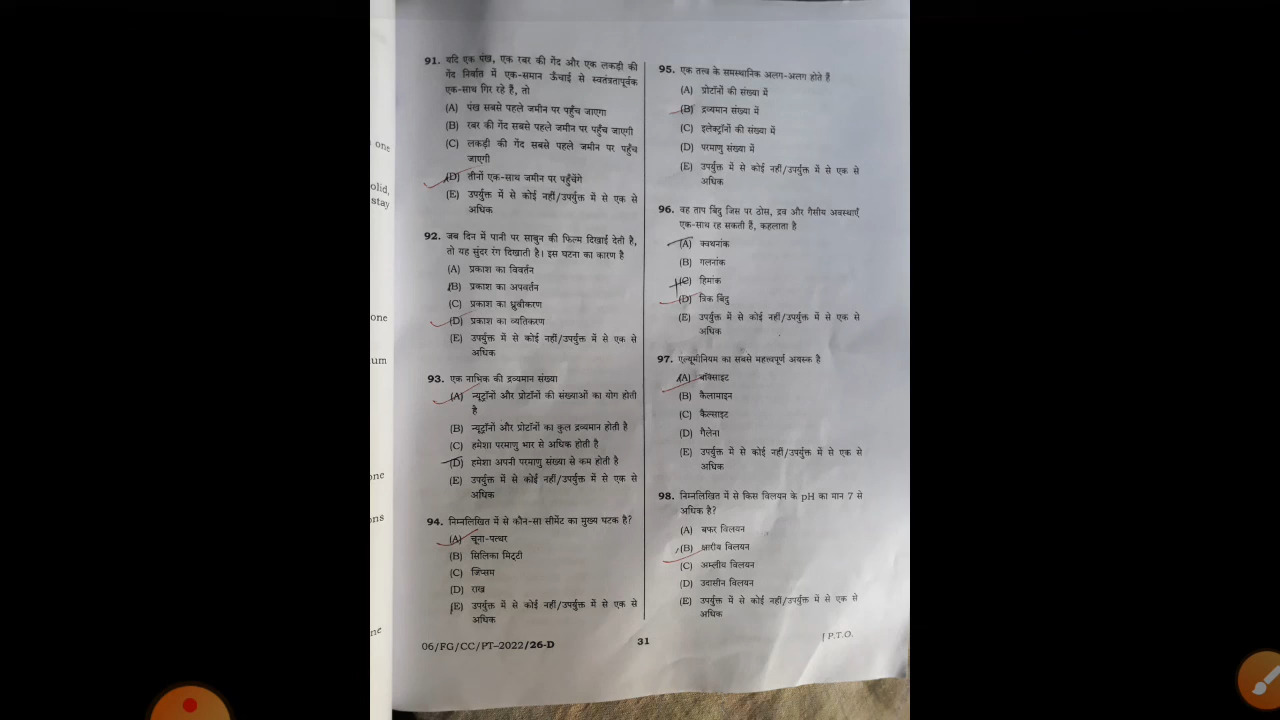 one
olid,
stay
one
um
one
ons
ne
91. यदि एक पंख, एक रबर की गेंद और एक लकड़ी की
गेंद निर्वात में एक-समान ऊँचाई से स्वतंत्रतापूर्वक
एक-साथ गिर रहे हैं, तो
(A) पंख सबसे पहले जमीन पर पहुँच जाएगा
(B) रबर की गेंद सबसे पहले जमीन पर पहुँच जाएगी
(C) लकड़ी की गेंद सबसे पहले जमीन पर पहुँच
जाएगी
(D) तीनों एक-साथ जमीन पर पहुँचेंगे
(E) उपर्युक्त में से कोई नहीं/उपर्युक्त में से एक से
अधिक
92. जब दिन में पानी पर साबुन की फिल्म दिखाई देती है,
तो यह सुंदर रंग दिखाती है। इस घटना का कारण है
(A) प्रकाश का विवर्तन
(B) प्रकाश का अपवर्तन
(C) प्रकाश का ध्रुवीकरण
(D) प्रकाश का व्यतिकरण
(E) उपर्युक्त में से कोई नहीं/उपर्युक्त में से एक से
अधिक
93. एक नाभिक की द्रव्यमान संख्या
(A) न्यूट्रॉनों और प्रोटॉनों की संख्याओं का योग होती
है
(B) न्यूट्रॉनों और प्रोटॉनों का कुल द्रव्यमान होती है
(C) हमेशा परमाणु भार से अधिक होती है
(D) हमेशा अपनी परमाणु संख्या से कम होती है
(E) उपर्युक्त में से कोई नहीं/उपर्युक्त में से एक से
अधिक
94. निम्नलिखित में से कौन-सा सीमेंट का मुख्य घटक है?
(A) चूना-पत्थर
(B) सिलिका मिट्टी
(C) जिप्सम
(D) राख
(E) उपर्युक्त में से कोई नहीं/उपर्युक्त में से एक से
अधिक
95. एक तत्त्व के समस्थानिक अलग-अलग होते हैं
(A) प्रोटॉनों की संख्या में
(B) द्रव्यमान संख्या में
(C) इलेक्ट्रॉनों की संख्या में
(D) परमाणु संख्या में
(E) उपर्युक्त में से कोई नहीं/उपर्युक्त में से एक से
अधिक
96. वह ताप बिंदु जिस पर ठोस, द्रव और गैसीय अवस्थाएँ
एक-साथ रह सकती हैं, कहलाता है
(A) क्वथनांक
(B) गलनांक
(C) हिमांक
(D) त्रिक बिंदु
(E) उपर्युक्त में से कोई नहीं/उपर्युक्त में से एक से
अधिक
97. एल्यूमीनियम का सबसे महत्त्वपूर्ण अयस्क है
(A) बॉक्साइट
(B) कैलामाइन
(C) कैल्साइट
(D) गैलेना
(E) उपर्युक्त में से कोई नहीं/उपर्युक्त में से एक से
अधिक
98. निम्नलिखित में से किस विलयन के pH का मान 7 से
अधिक है?
(A) बफर विलयन
(B) क्षारीय विलयन
(C) अम्लीय विलयन
(D) उदासीन विलयन
(E) उपर्युक्त में से कोई नहीं/उपर्युक्त में से एक से
अधिक
06/FG/CC/PT–2022/26-D
31
[ P.T.O.